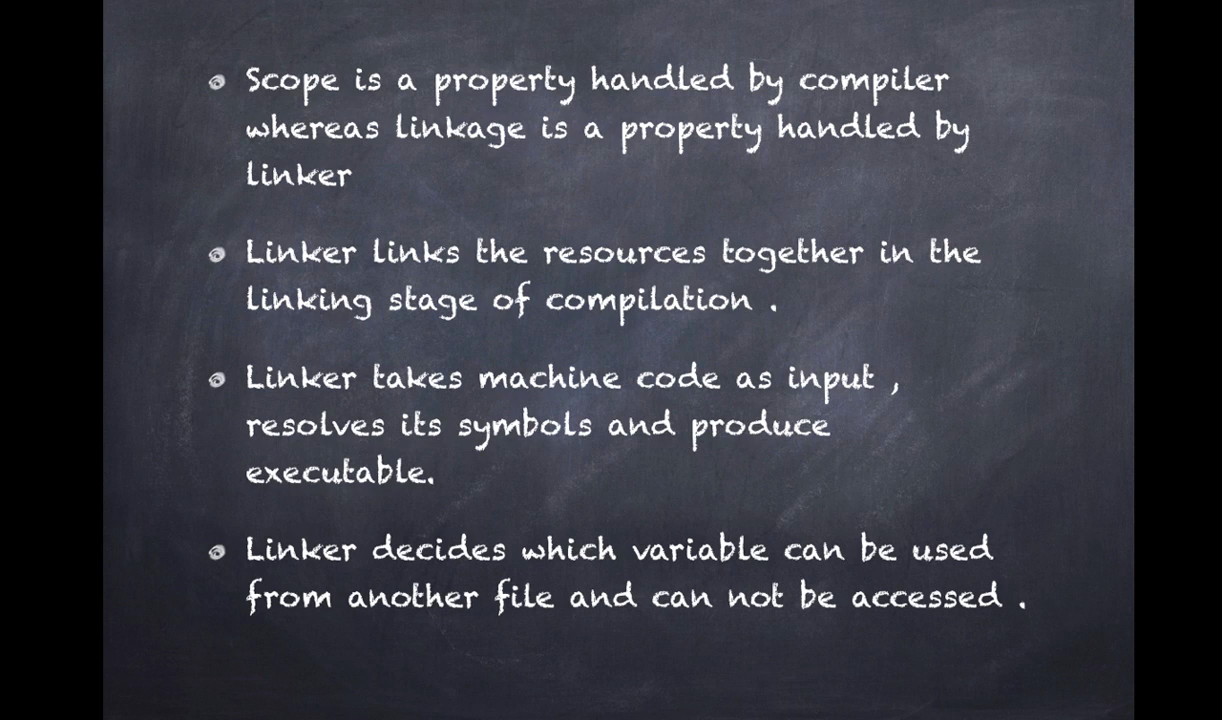 Scope is a property handled by compiler
whereas linkage is a property handled by
linker
Linker links the resources together in the
linking stage of compilation .
Linker takes machine code as input ,
resolves its symbols and produce
executable.
Linker decides which variable can be used
from another file and can not be accessed .